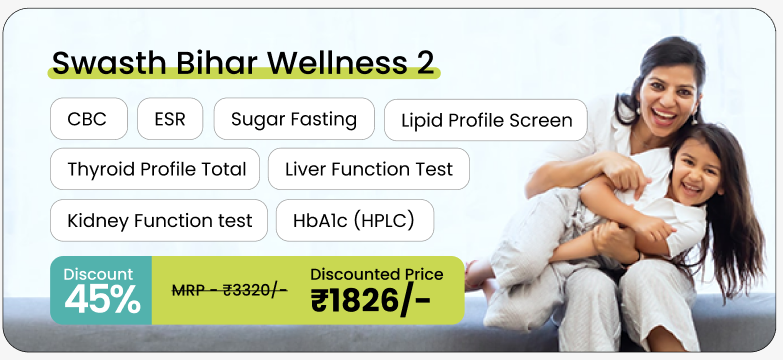 Swasth Bihar Wellness 2
CBC ESR Sugar Fasting Lipid Profile Screen
Thyroid Profile Total Liver Function Test
Kidney Function test HbA1c (HPLC)
Discount
45%
MRP - ₹3320/-
Discounted Price
₹1826/-